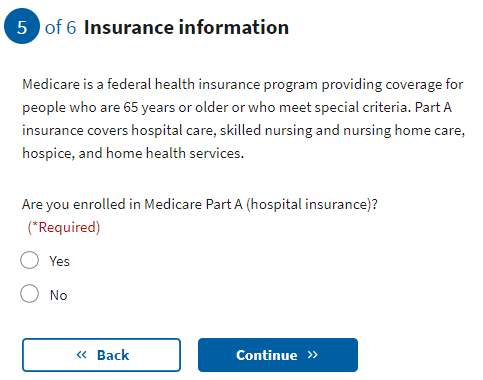 5 of 6 Insurance information
Medicare is a federal health insurance program providing coverage for
people who are 65 years or older or who meet special criteria. Part A
insurance covers hospital care, skilled nursing and nursing home care,
hospice, and home health services.
Are you enrolled in Medicare Part A (hospital insurance)?
(*Required)
Yes
No
« Back
Continue »